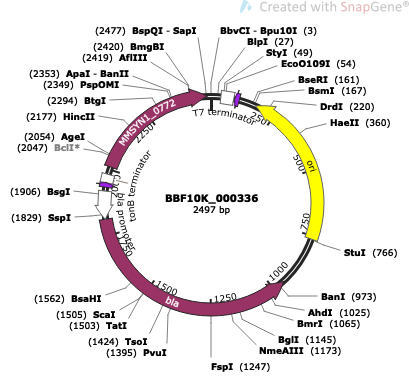 Created with SnapGene®
(2477) BspQI - SapI
(2420) BmgBI
(2419) AflIII
(2353) ApaI - BanII
(2349) PspOMI
(2294) BtgI
(2177) HincII
(2054) AgeI
(2047) BclI*
(1906) BsgI
(1829) SspI
(1562) BsaHI
(1505) ScaI
(1503) TatI
(1424) TsoI
(1395) PvuI
FspI (1247)
BbvCI - Bpu10I (3)
BlpI (27)
StyI (49)
EcoO109I (54)
BseRI (161)
BsmI (167)
DrdI (220)
HaeII (360)
StuI (766)
BanI (973)
AhdI (1025)
BmrI (1065)
BglI (1145)
NmeAIII (1173)
T7 terminator
MMSYN1_0772
tonB terminator
bla promoter
ori
bla
250
500
750
1000
1250
1500
1750
2000
2250
BBF10K_000336
2497 bp